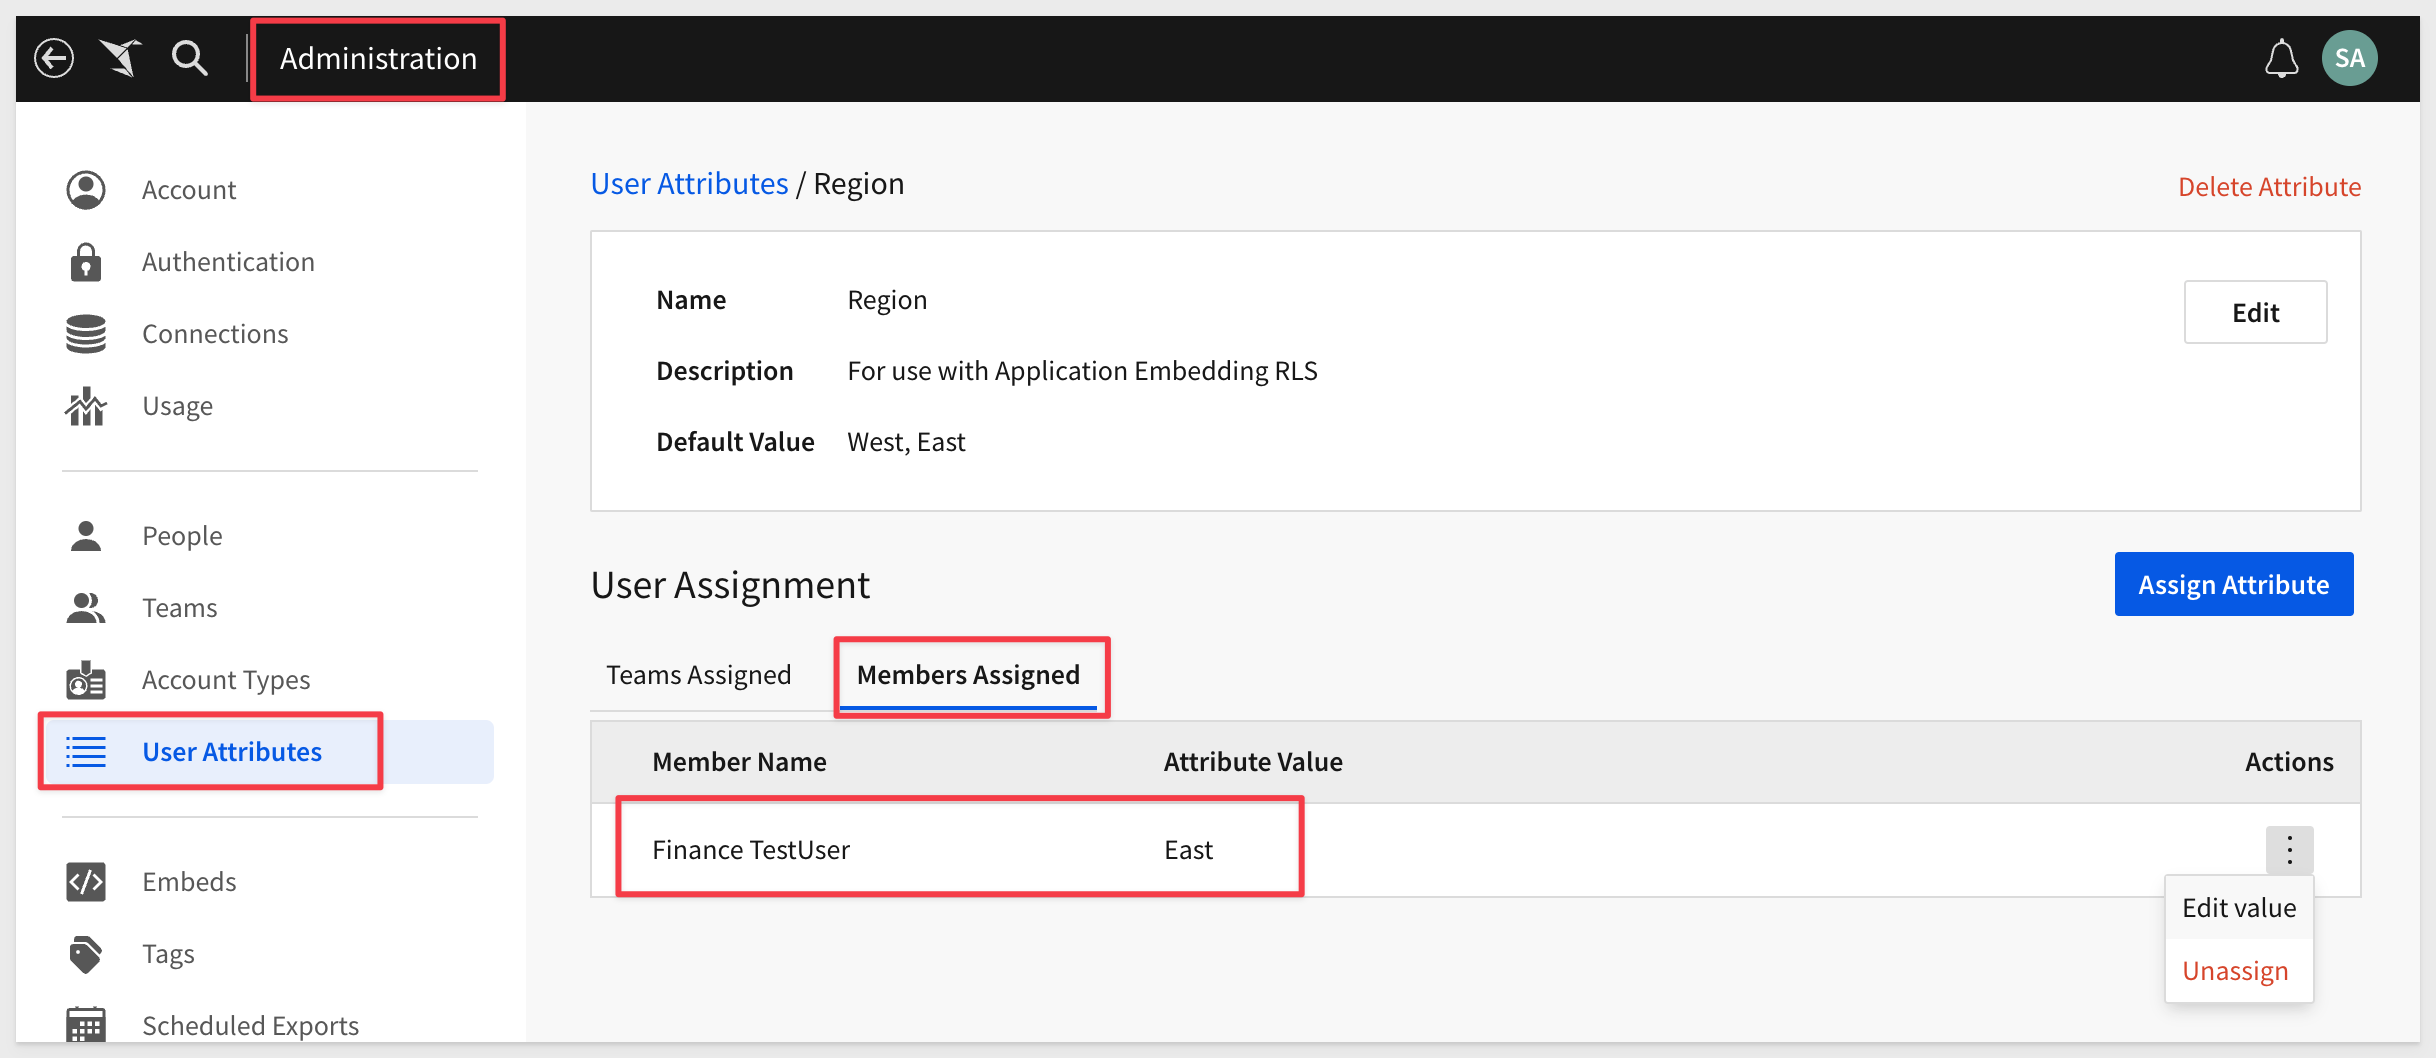 Administration
SA
Account
Authentication
Connections
Usage
People
Teams
Account Types
User Attributes
Embeds
Tags
Scheduled Exports
User Attributes / Region
Delete Attribute
Name Region
Edit
Description For use with Application Embedding RLS
Default Value West, East
User Assignment
Assign Attribute
Teams Assigned Members Assigned
Member Name Attribute Value Actions
Finance TestUser East
Edit value
Unassign